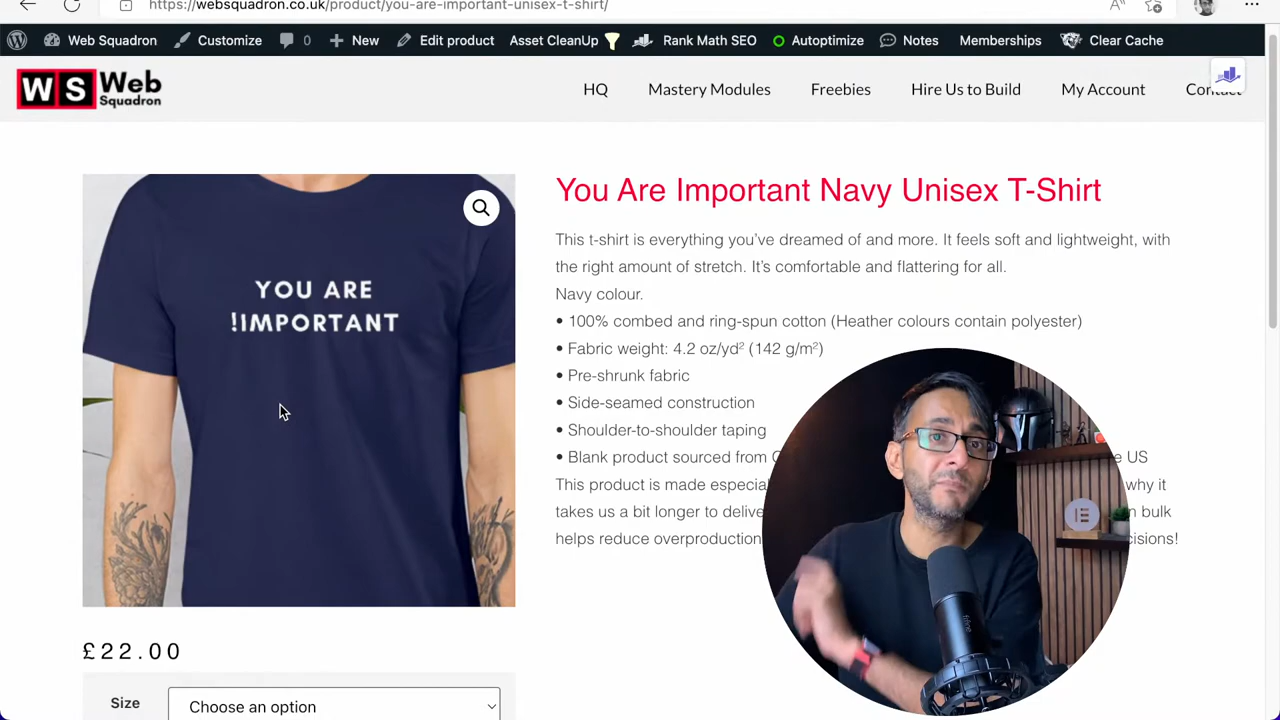 https://websquadron.co.uk/product/you-are-important-unisex-t-shirt/
Web Squadron
Customize
0
New
Edit product
Asset CleanUp
Rank Math SEO
Autoptimize
Notes
Memberships
Clear Cache
WS Web Squadron
HQ
Mastery Modules
Freebies
Hire Us to Build
My Account
Contact
YOU ARE
!IMPORTANT
You Are Important Navy Unisex T-Shirt
This t-shirt is everything you’ve dreamed of and more. It feels soft and lightweight, with
the right amount of stretch. It’s comfortable and flattering for all.
Navy colour.
• 100% combed and ring-spun cotton (Heather colours contain polyester)
• Fabric weight: 4.2 oz/yd² (142 g/m²)
• Pre-shrunk fabric
• Side-seamed construction
• Shoulder-to-shoulder taping
• Blank product sourced from US
This product is made why it
takes us a bit longer to bulk
helps reduce overproduction
£22.00
Size
Choose an option